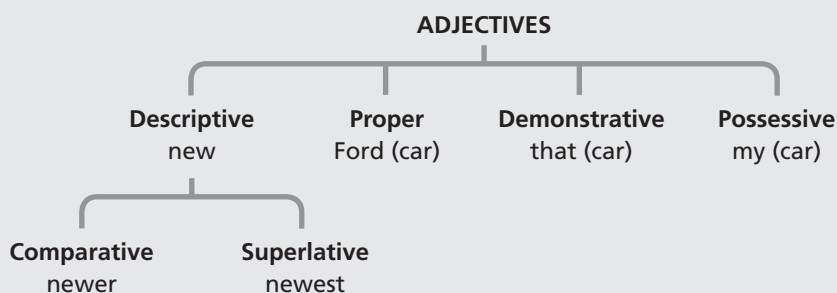 ADJECTIVES
Descriptive Proper Demonstrative Possessive
new Ford (car) that (car) my (car)
Comparative Superlative
newer newest